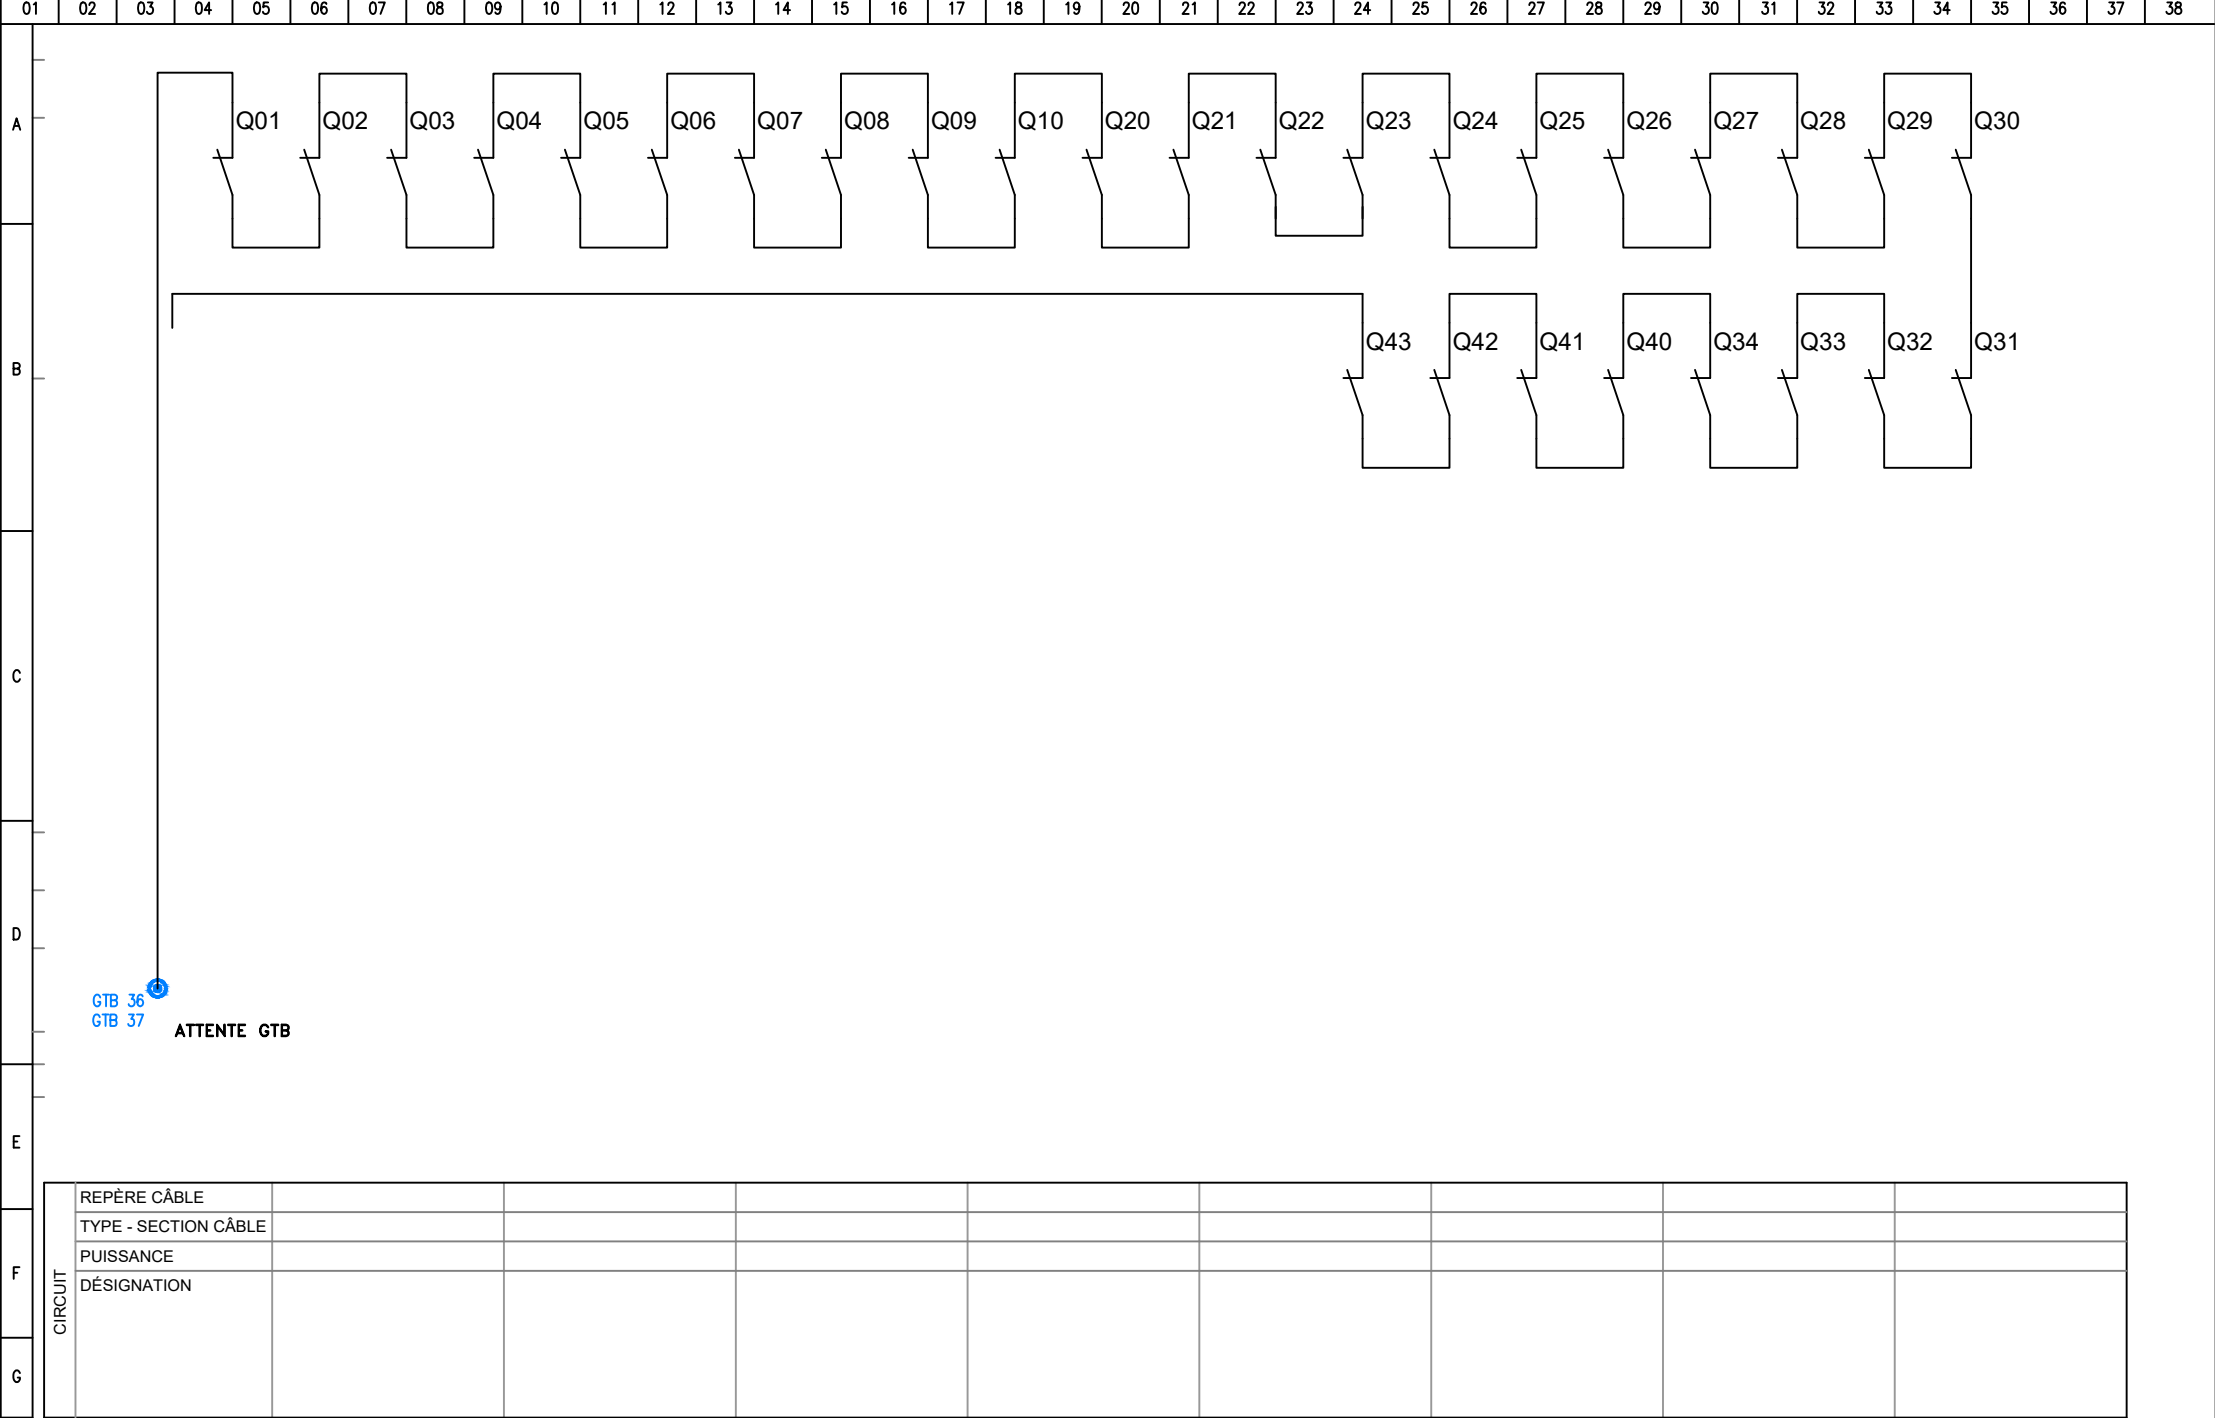 01 02 03 04 05 06 07 08 09 10 11 12 13 14 15 16 17 18 19 20 21 22 23 24 25 26 27 28 29 30 31 32 33 34 35 36 37 38
A
Q01 Q02 Q03 Q04 Q05 Q06 Q07 Q08 Q09 Q10 Q20 Q21 Q22 Q23 Q24 Q25 Q26 Q27 Q28 Q29 Q30
B
Q43 Q42 Q41 Q40 Q34 Q33 Q32 Q31
C
D
GTB 36
GTB 37
ATTENTE GTB
E
F
G
CIRCUIT
REPÈRE CÂBLE
TYPE - SECTION CÂBLE
PUISSANCE
DÉSIGNATION